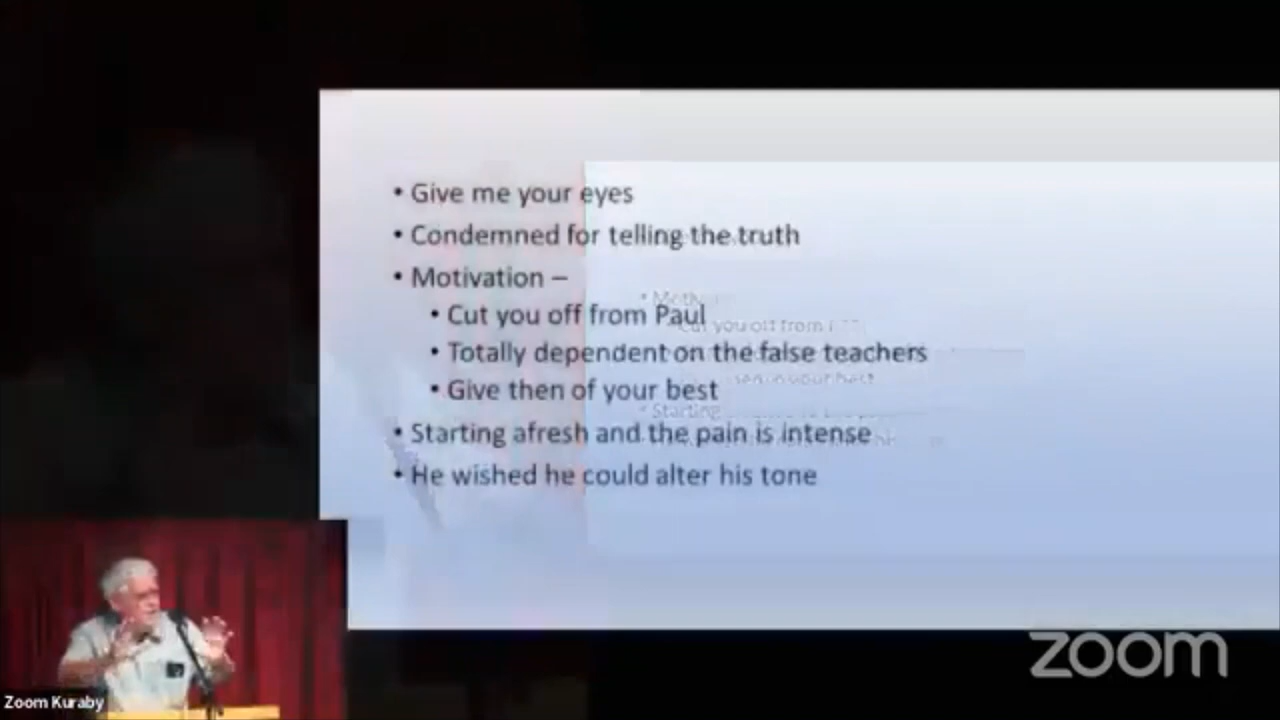 • Give me your eyes
• Condemned for telling the truth
• Motivation –
• Cut you off from Paul
• Totally dependent on the false teachers
• Give then of your best
• Starting afresh and the pain is intense
• He wished he could alter his tone
Zoom Kuraby
zoom